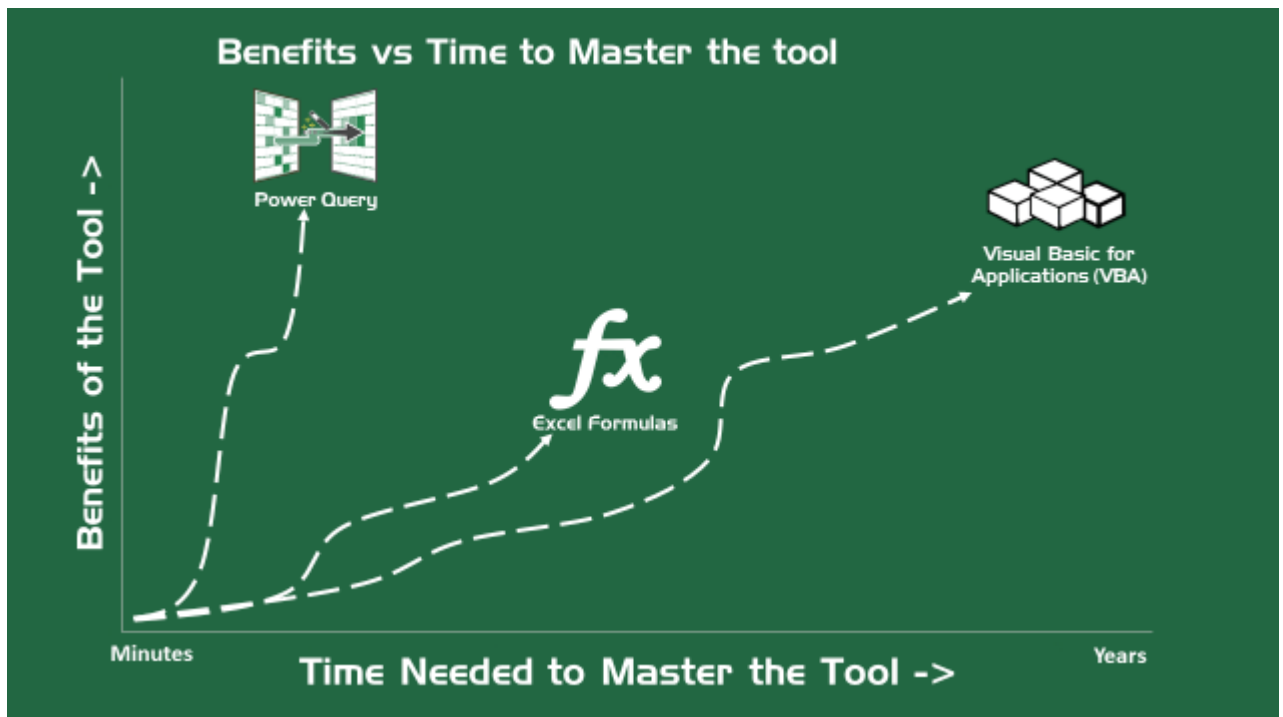 Benefits vs Time to Master the tool
Benefits of the Tool ->
Power Query
Visual Basic for
Applications (VBA)
fx
Excel Formulas
Minutes
Years
Time Needed to Master the Tool ->